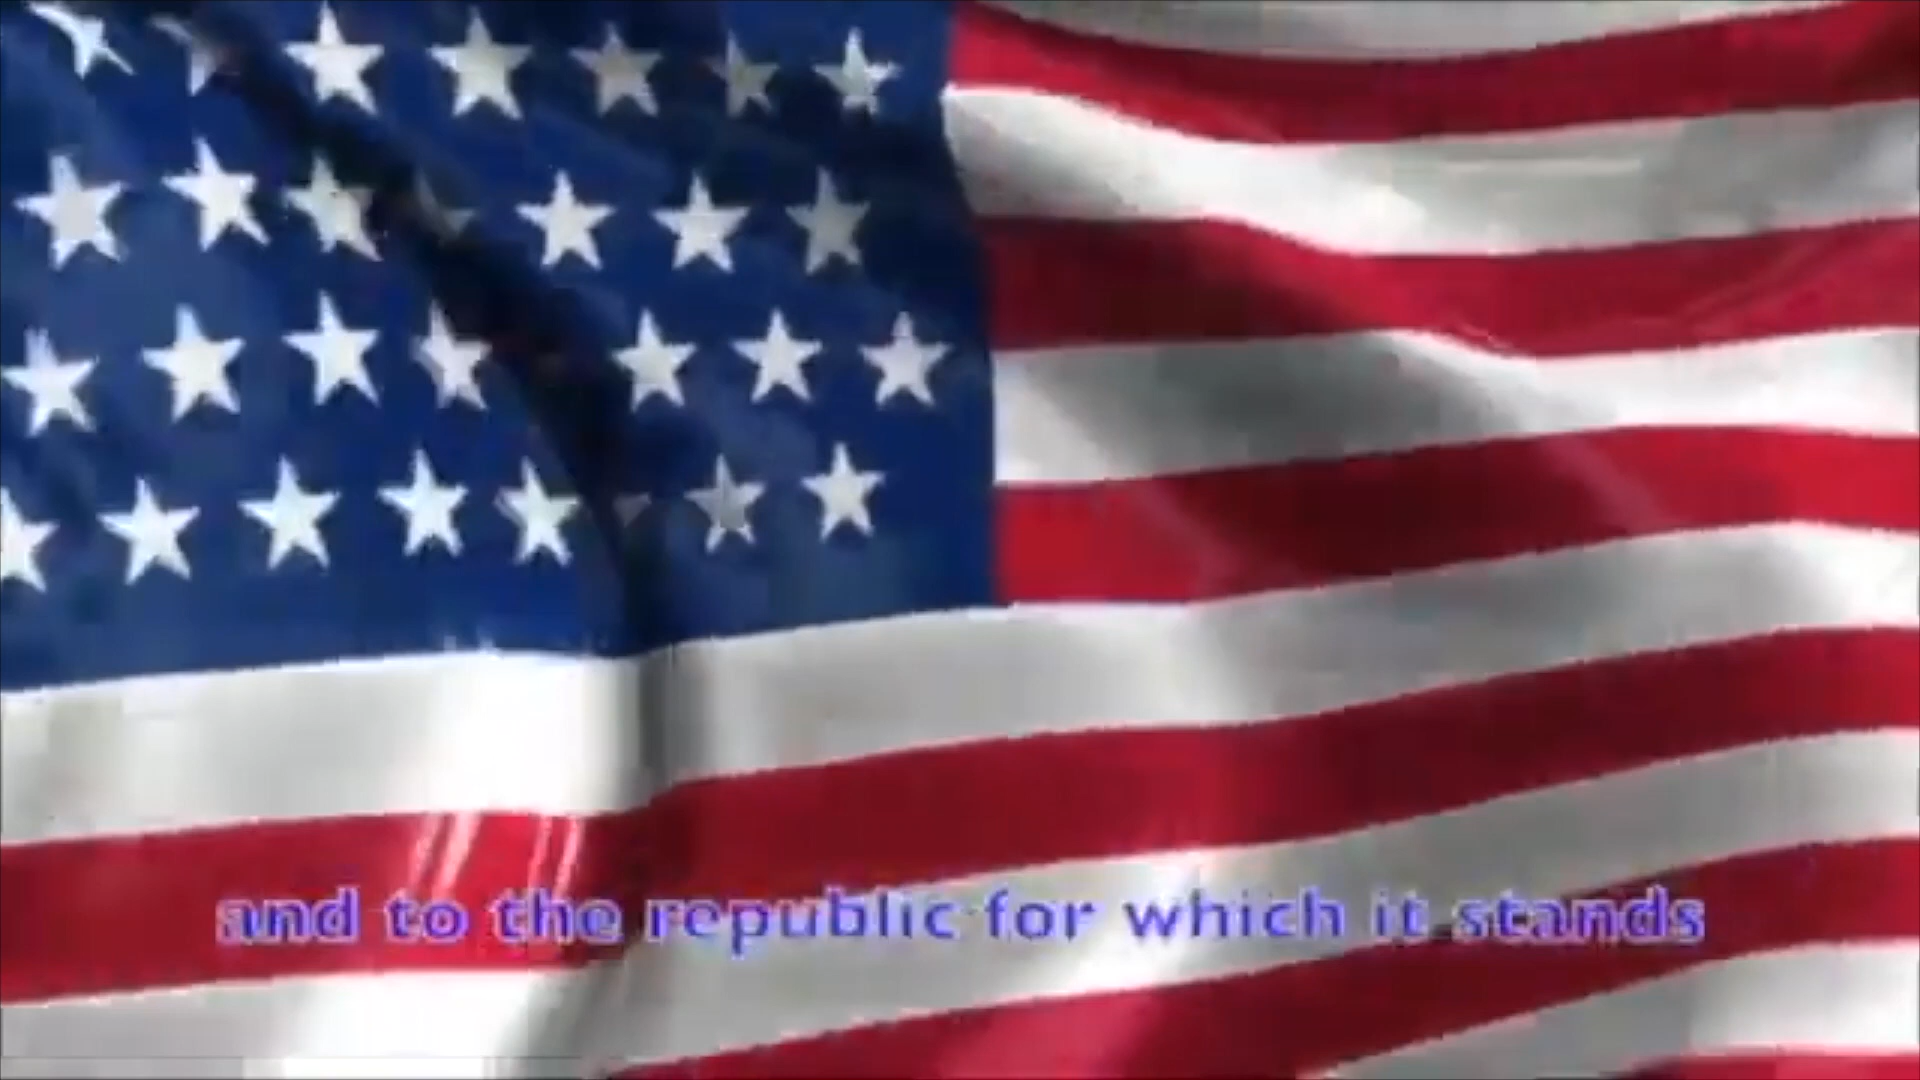 and to the republic for which it stands